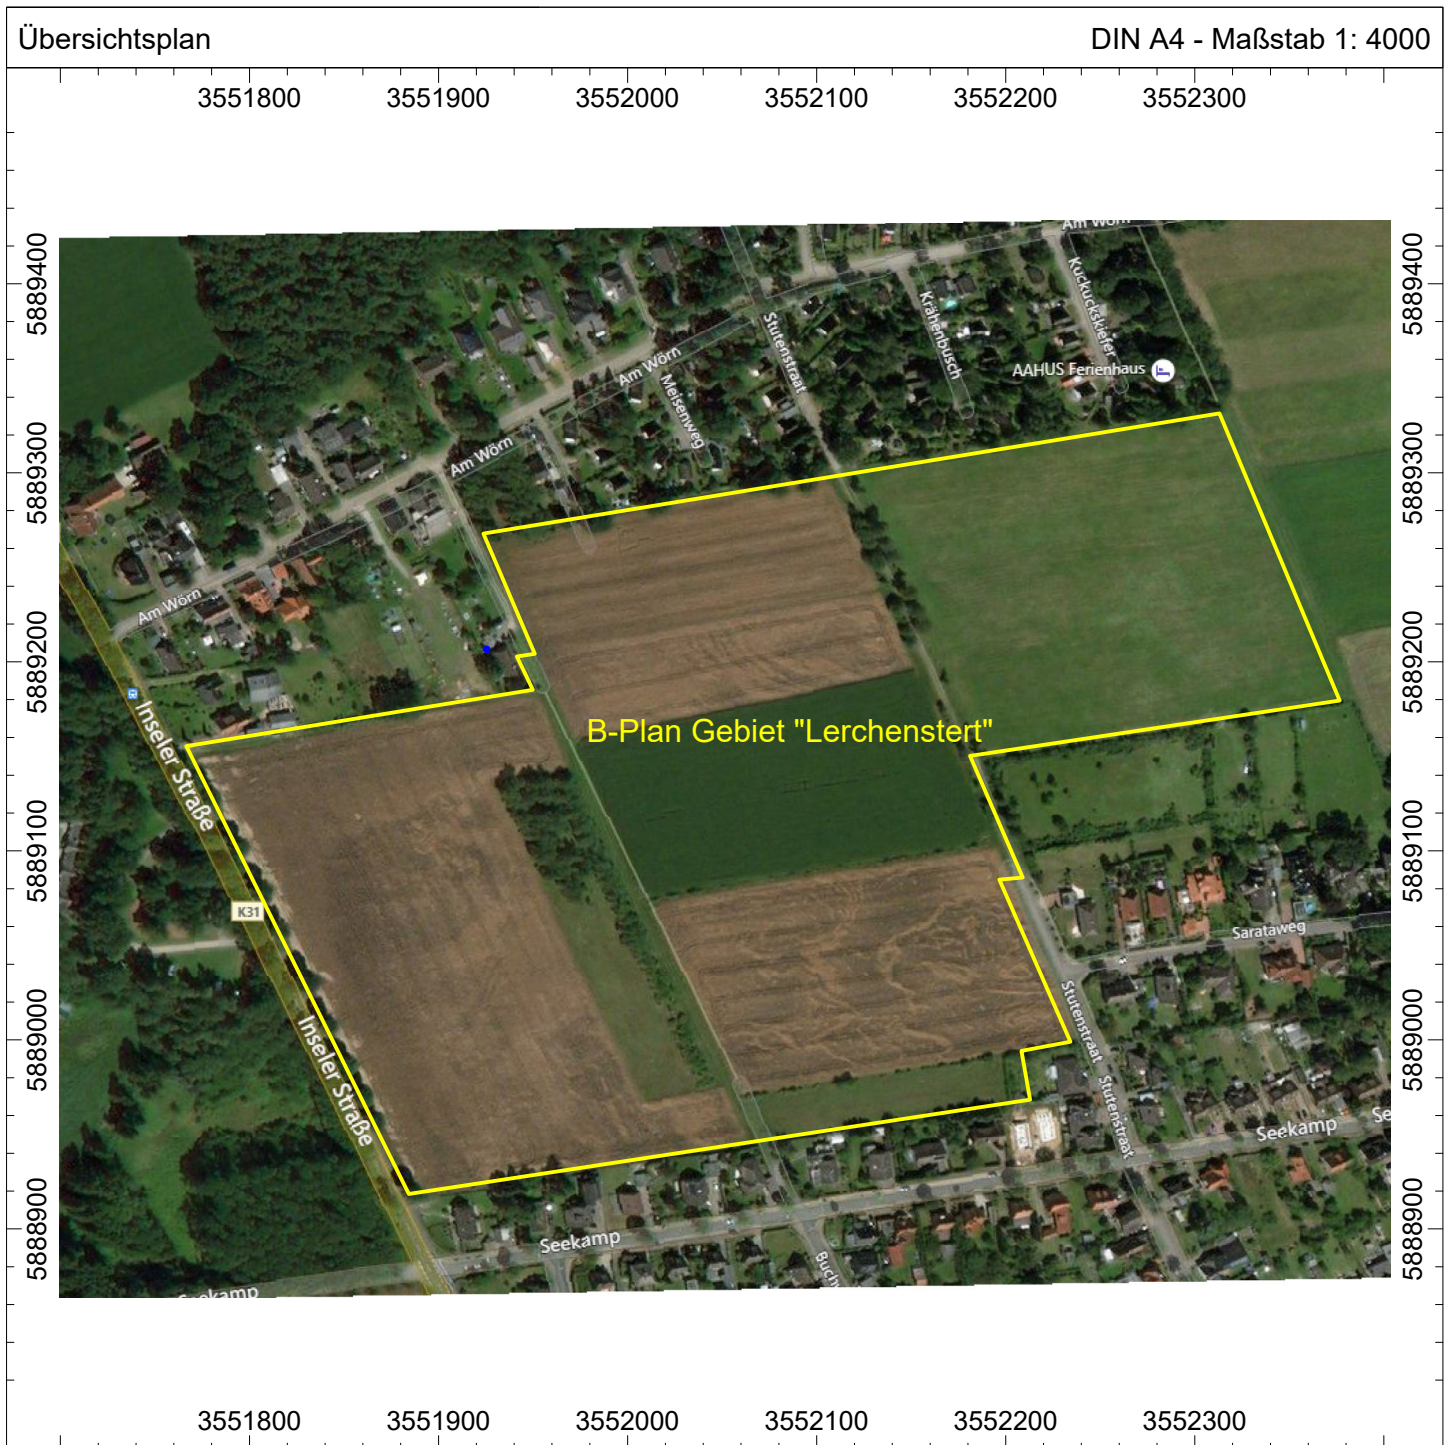 Übersichtsplan
DIN A4 - Maßstab 1: 4000
3551800 3551900 3552000 3552100 3552200 3552300
5889400
5889300
5889200
5889100
5889000
5888900
5889400
5889300
5889200
5889100
5889000
5888900
Am Wörn
Kuckuckskiefer
Krähenbusch
Stutenstraat
AAHUS Ferienhaus
Am Wörn
Meisenweg
Am Wörn
Am Wörn
Inseler Straße
B-Plan Gebiet "Lerchenstert"
K31
Sarataweg
Inseler Straße
Stutenstraat
Stutenstraat
Seekamp
Se
Seekamp
Seekamp
3551800 3551900 3552000 3552100 3552200 3552300